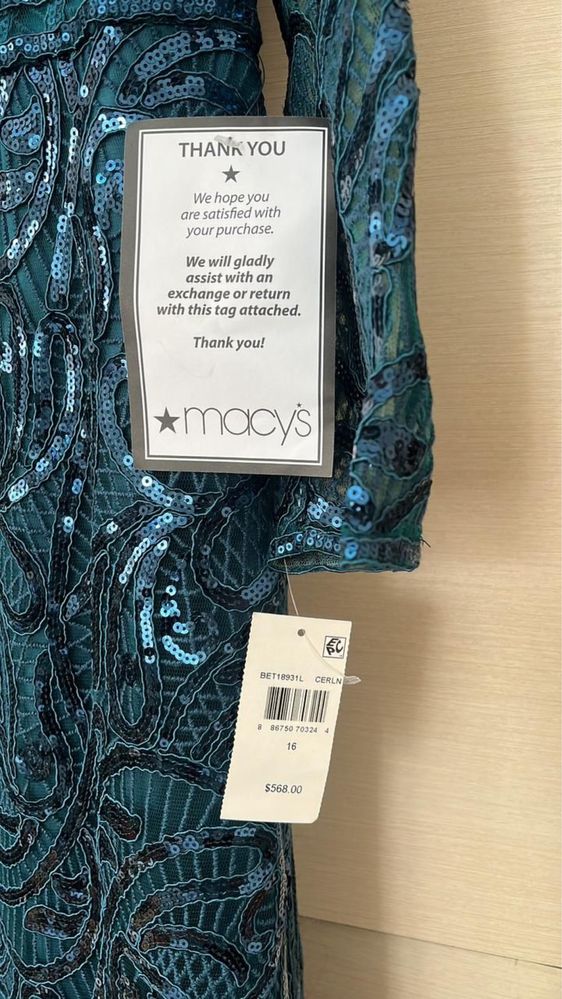 THANK YOU
We hope you
are satisfied with
your purchase.
We will gladly
assist with an
exchange or return
with this tag attached.
Thank you!
macy's
BET18931L CERLN
8 86750 70324 4
16
$568.00